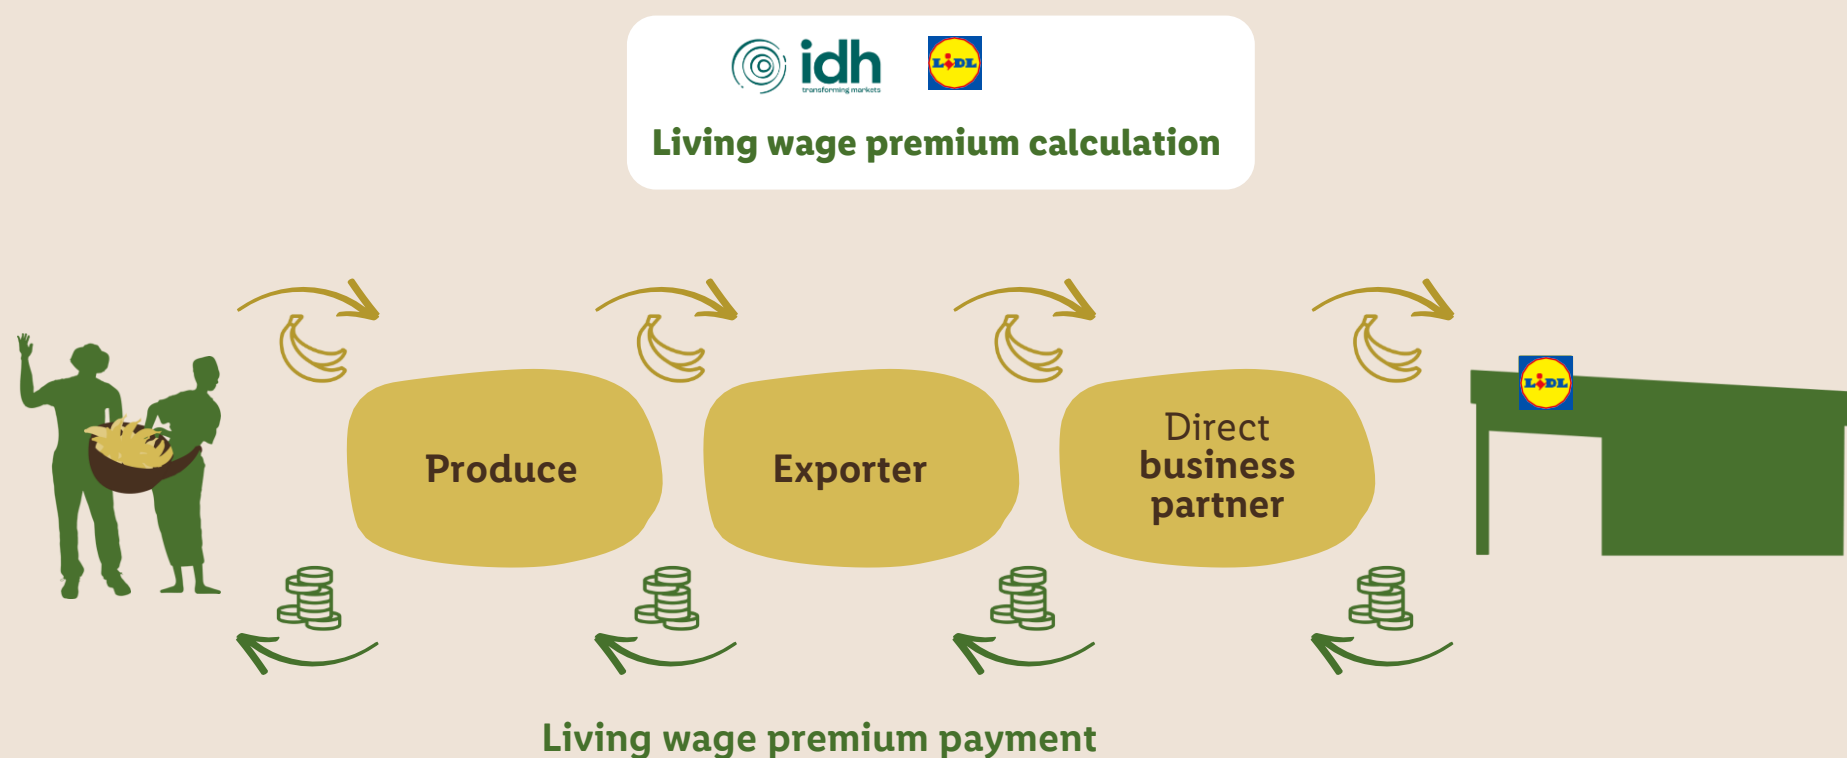 idh
transforming markets
LiDL
Living wage premium calculation
LiDL
Produce
Exporter
Direct
business
partner
Living wage premium payment